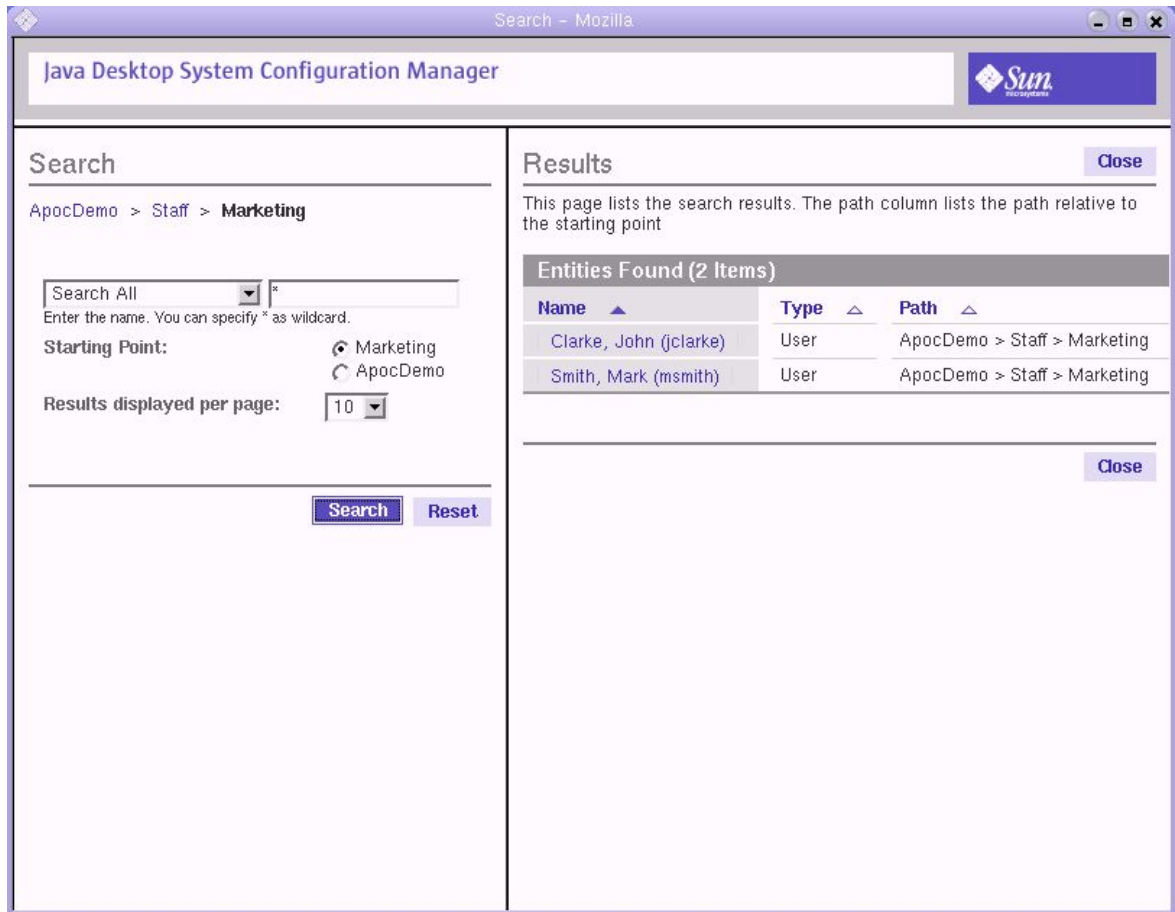 Search – Mozilla
Java Desktop System Configuration Manager
Sun
microsystems
Search
ApocDemo > Staff > Marketing
Search All
*
Enter the name. You can specify * as wildcard.
Starting Point:
Marketing
ApocDemo
Results displayed per page:
10
Search
Reset
Results
Close
This page lists the search results. The path column lists the path relative to
the starting point
Entities Found (2 Items)
Name Type Path
Clarke, John (jclarke) User ApocDemo > Staff > Marketing
Smith, Mark (msmith) User ApocDemo > Staff > Marketing
Close